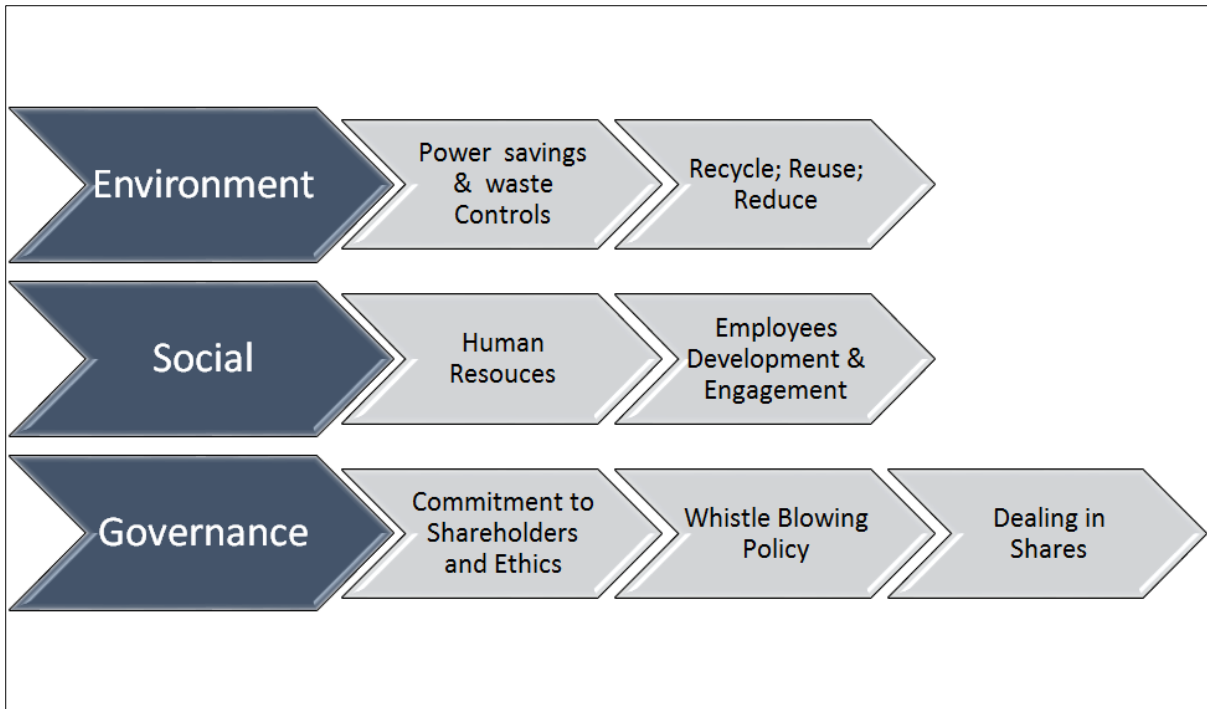 Environment
Power savings
& waste
Controls
Recycle; Reuse;
Reduce
Social
Human
Resouces
Employees
Development &
Engagement
Governance
Commitment to
Shareholders
and Ethics
Whistle Blowing
Policy
Dealing in
Shares